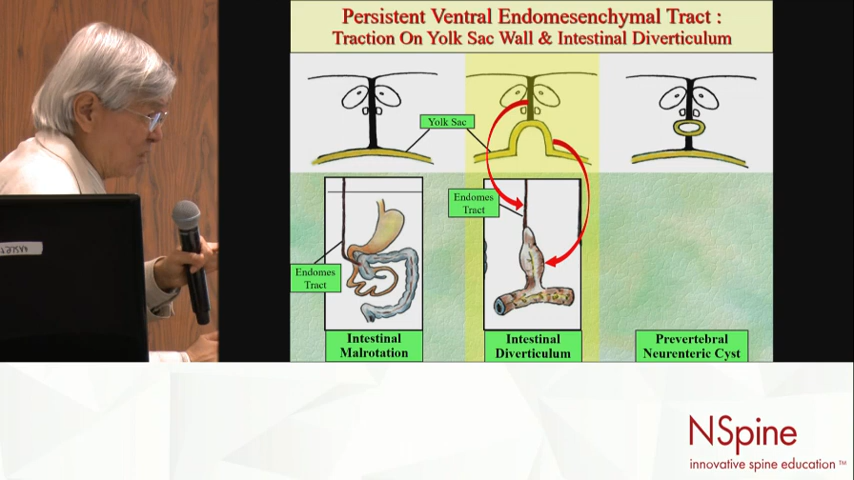 Persistent Ventral Endomesenchymal Tract :
Traction On Yolk Sac Wall & Intestinal Diverticulum
Yolk Sac
Endomes
Tract
Endomes
Tract
Intestinal
Malrotation
Intestinal
Diverticulum
Prevertebral
Neurenteric Cyst
NSpine
innovative spine education™